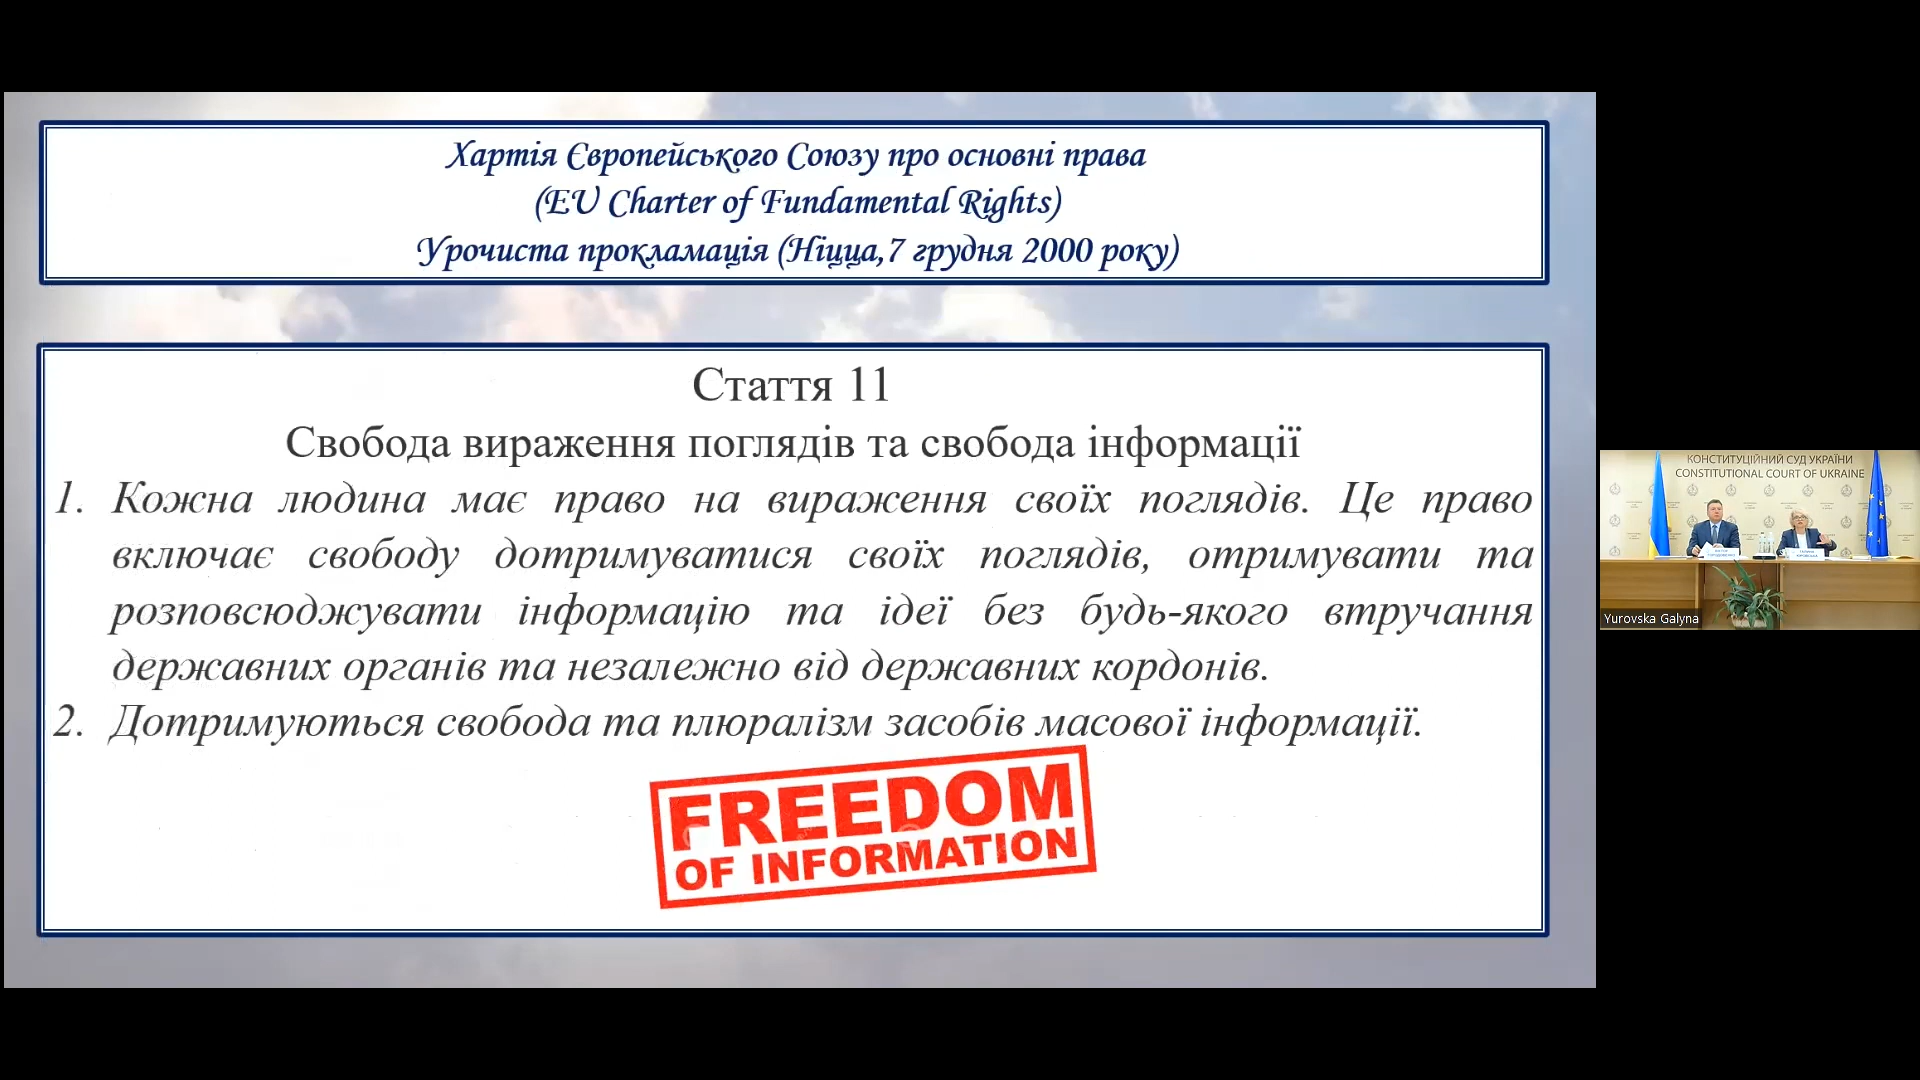 Хартія Європейського Союзу про основні права
(EU Charter of Fundamental Rights)
Урочиста прокламація (Ніцца,7 грудня 2000 року)
Стаття 11
Свобода вираження поглядів та свобода інформації
1. Кожна людина має право на вираження своїх поглядів. Це право
включає свободу дотримуватися своїх поглядів, отримувати та
розповсюджувати інформацію та ідеї без будь-якого втручання
державних органів та незалежно від державних кордонів.
2. Дотримуються свобода та плюралізм засобів масової інформації.
FREEDOM
OF INFORMATION
КОНСТИТУЦІЙНИЙ СУД УКРАЇНИ
CONSTITUTIONAL COURT OF UKRAINE
Yurovska Galyna